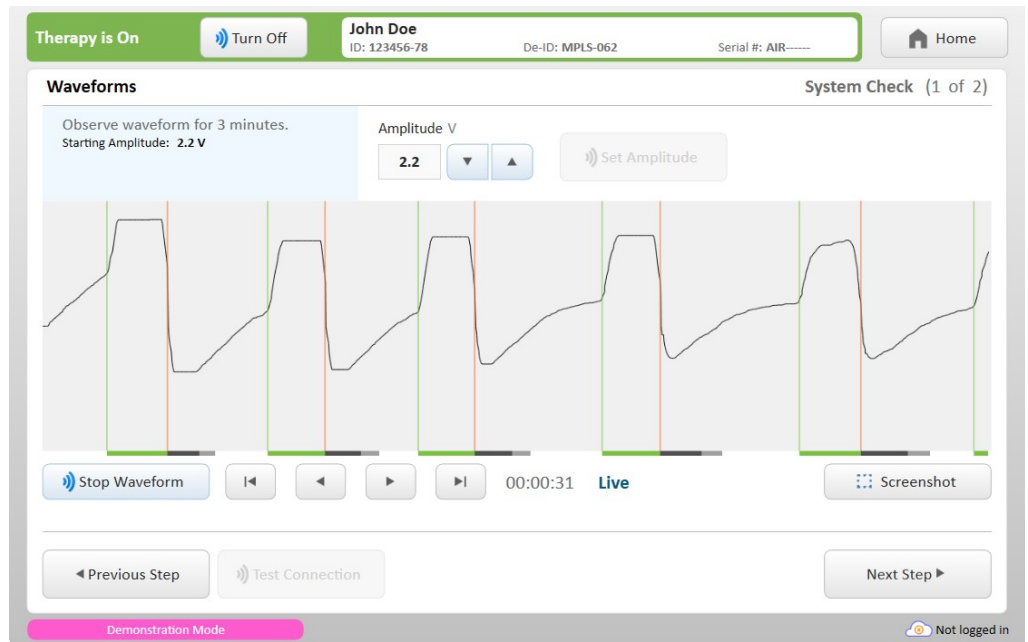 Therapy is On
Turn Off
John Doe
ID: 123456-78 De-ID: MPLS-062 Serial #: AIR------
Home
Waveforms
System Check (1 of 2)
Observe waveform for 3 minutes.
Starting Amplitude: 2.2 V
Amplitude V
2.2
Set Amplitude
Stop Waveform
00:00:31 Live
Screenshot
Previous Step
Test Connection
Next Step
Demonstration Mode
Not logged in